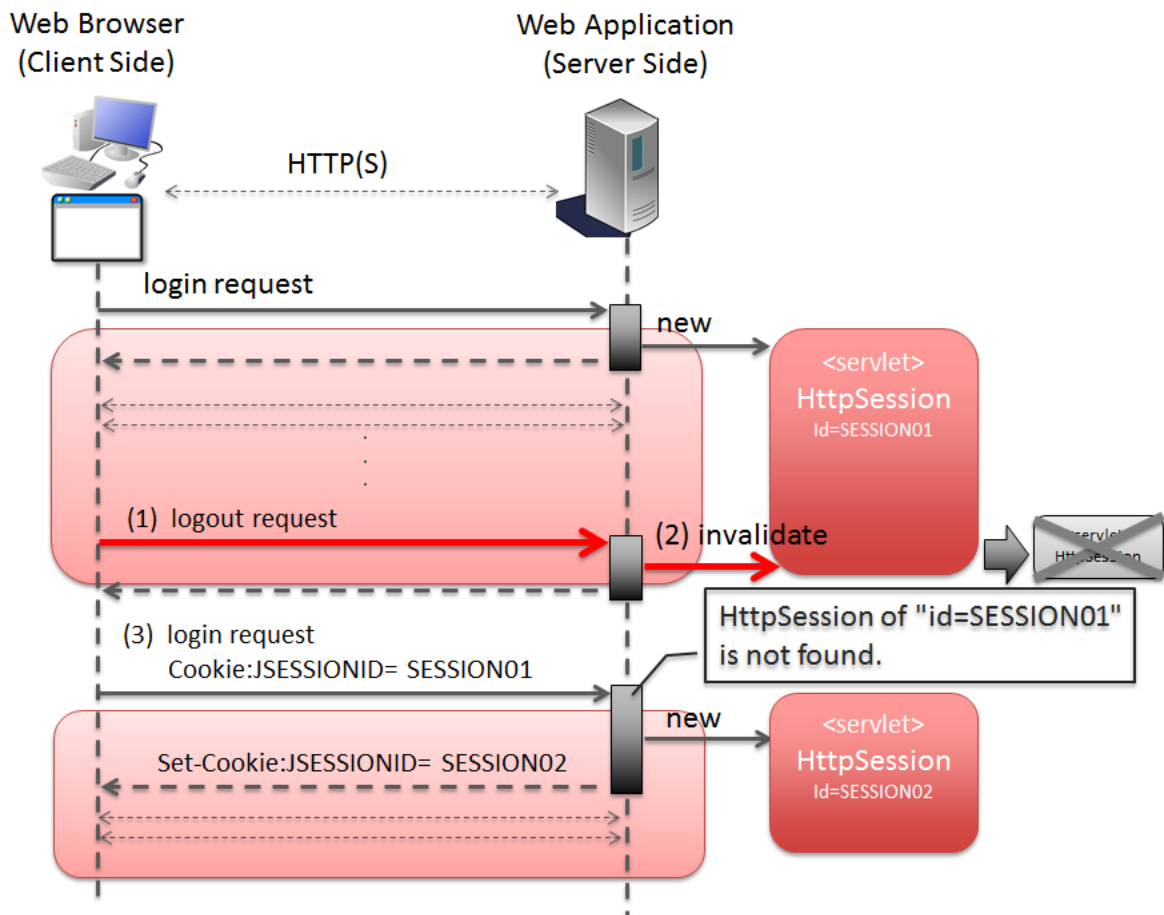 Web Browser
(Client Side)
Web Application
(Server Side)
HTTP(S)
login request
new
<servlet>
HttpSession
Id=SESSION01
.
.
.
(1) logout request
(2) invalidate
<servlet>
HttpSession
HttpSession of "id=SESSION01"
is not found.
(3) login request
Cookie:JSESSIONID= SESSION01
new
<servlet>
HttpSession
Id=SESSION02
Set-Cookie:JSESSIONID= SESSION02